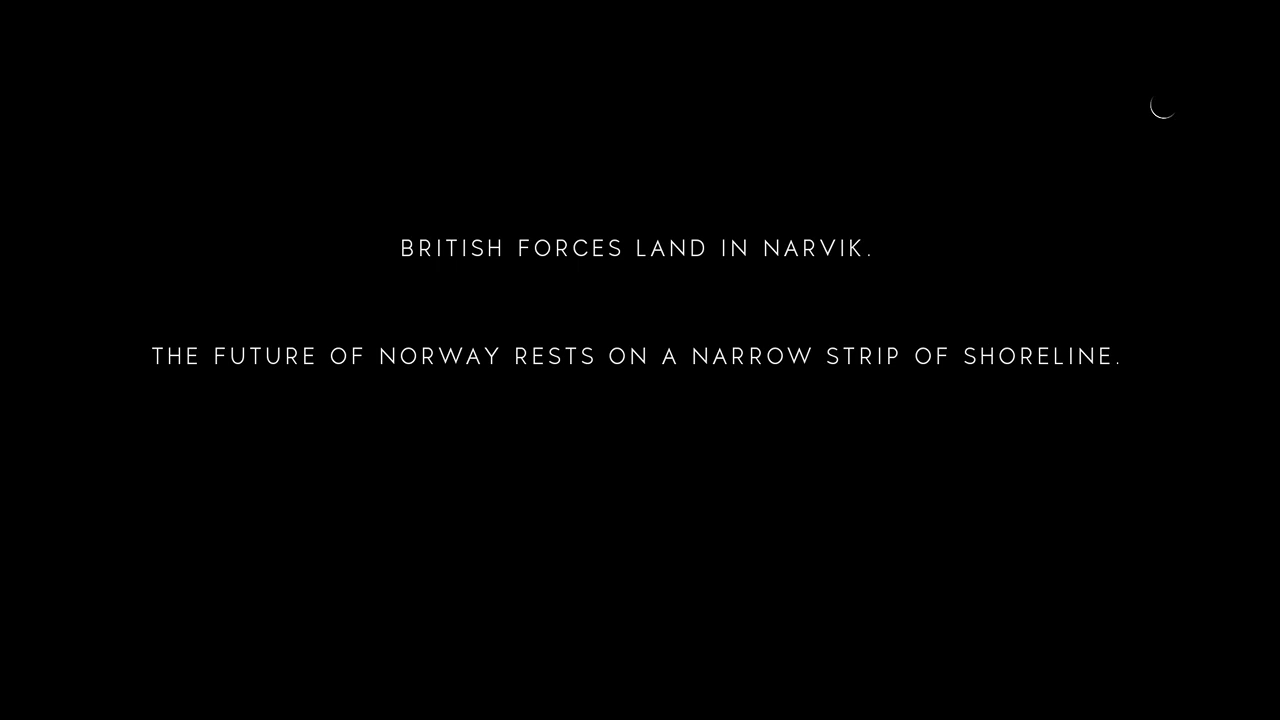 BRITISH FORCES LAND IN NARVIK.
THE FUTURE OF NORWAY RESTS ON A NARROW STRIP OF SHORELINE.